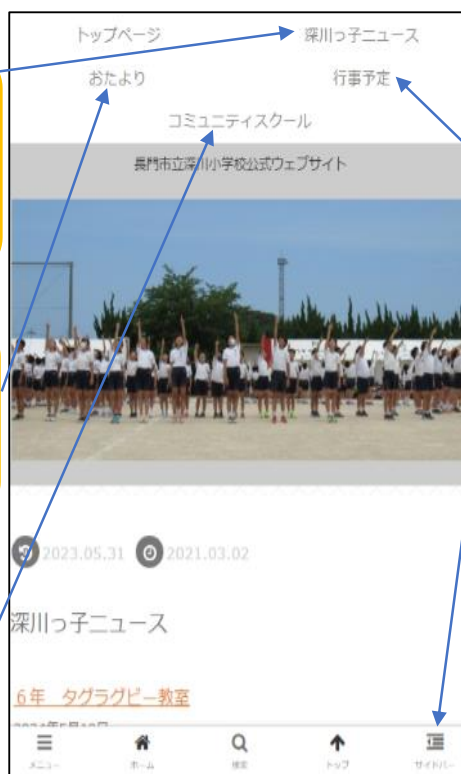 トップページ 深川っ子ニュース
おたより 行事予定
コミュニティスクール
長門市立深川小学校公式ウェブサイト
2023.05.31 2021.03.02
深川っ子ニュース
6年 タグラグビー教室
メニュー ホーム 検索 トップ サイドバー